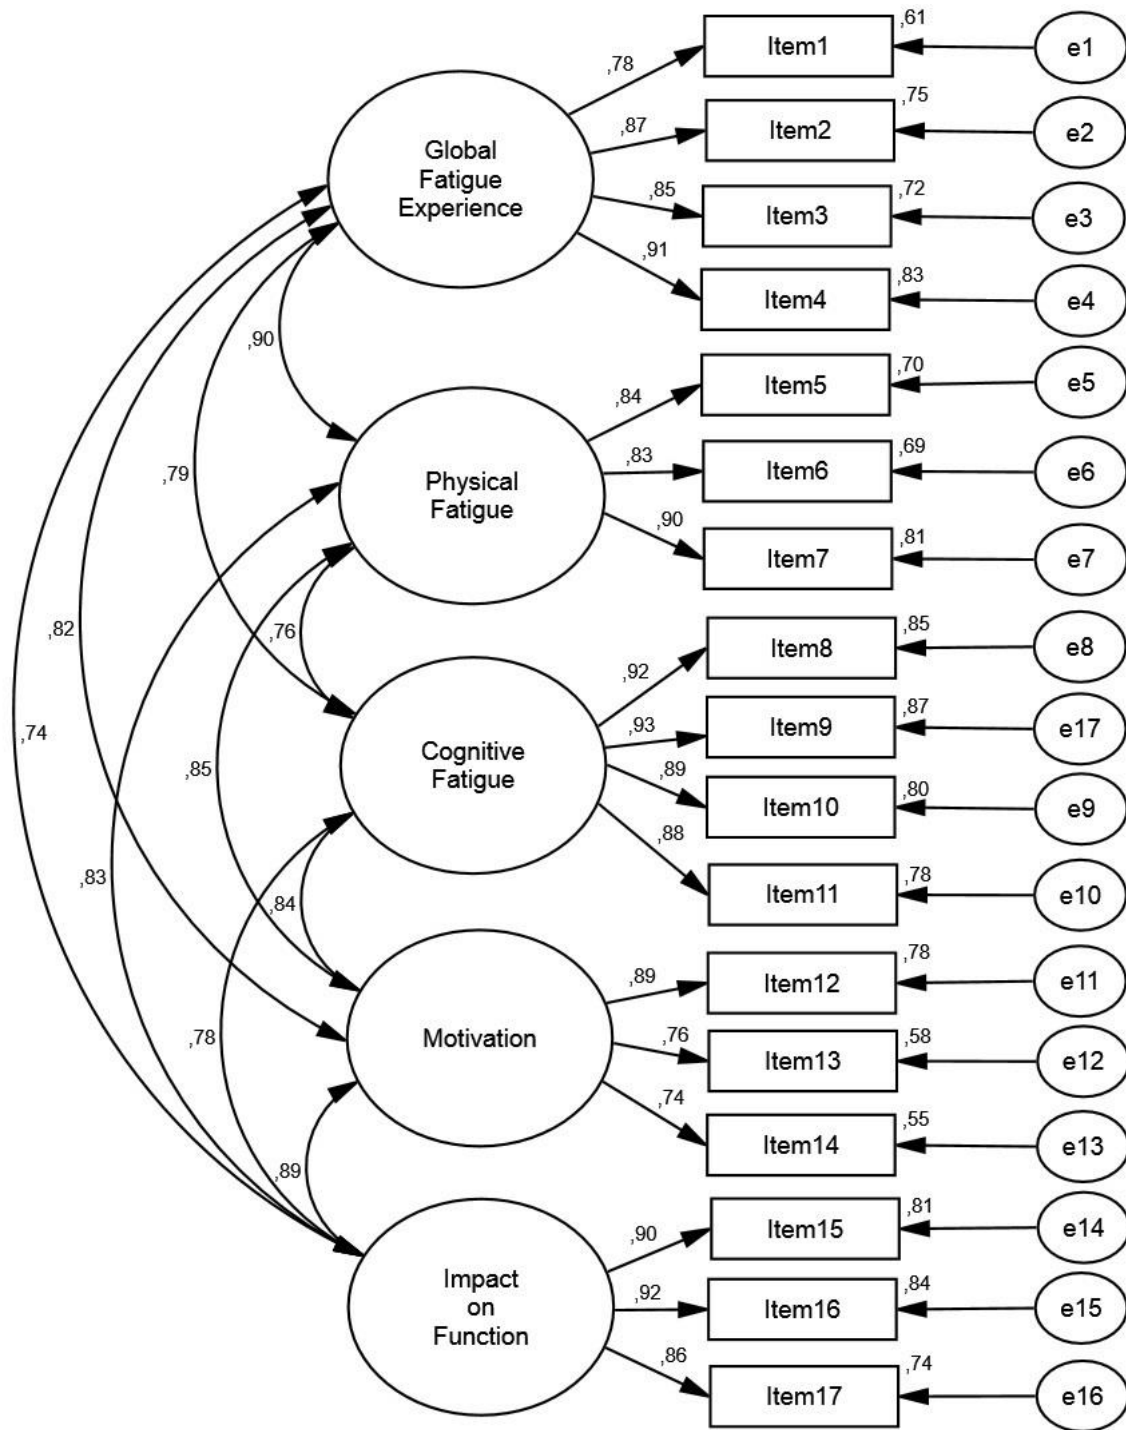 ,61
Item1
e1
,78
,75
Item2
e2
,87
Global
Fatigue
Experience
,72
Item3
e3
,85
,91
,83
Item4
e4
,90
,70
Item5
e5
,84
Physical
Fatigue
,69
Item6
e6
,83
,79
,90
,81
Item7
e7
,82
,76
,85
Item8
e8
,92
,74
,87
Item9
e17
,93
,85
Cognitive
Fatigue
,89
,80
Item10
e9
,88
,83
,78
Item11
e10
,84
,78
Item12
e11
,89
,78
Motivation
,76
,58
Item13
e12
,74
,55
Item14
e13
,89
,81
Item15
e14
,90
Impact
on
Function
,92
,84
Item16
e15
,86
,74
Item17
e16